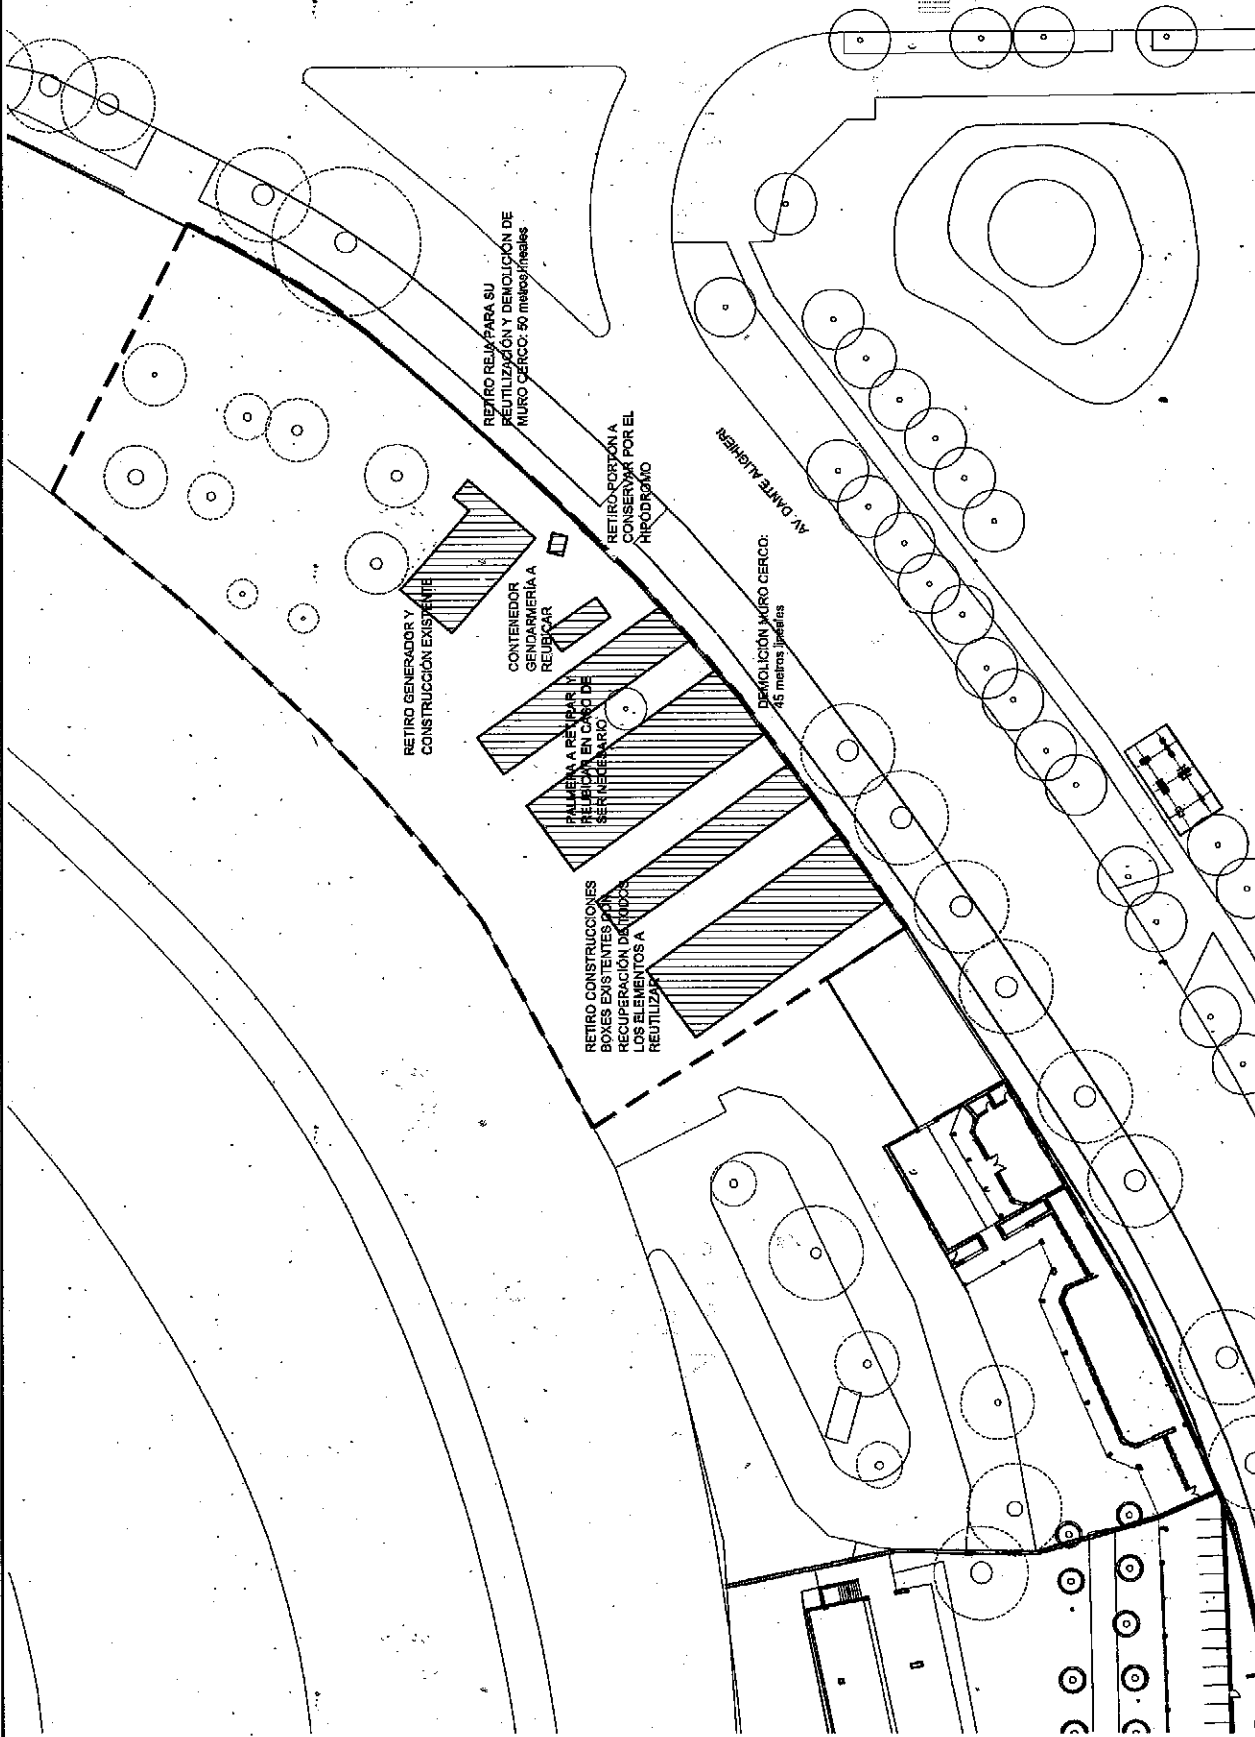 RETIRO REJA PARA SU
REUTILIZACIÓN Y DEMOLICIÓN DE
MURO CERCO: 50 metros lineales
RETIRO PORTÓN A
CONSERVAR POR EL
HIPÓDROMO
AV. DANTE ALIGHIERI
DEMOLICIÓN MURO CERCO:
45 metros lineales
RETIRO GENERADOR Y
CONSTRUCCIÓN EXISTENTE
CONTENEDOR
GENDARMERÍA A
REUBICAR
PALMERA A RETIRAR Y
REUBICAR EN CASO DE
SER NECESARIO
RETIRO CONSTRUCCIONES
BOXES EXISTENTES CON
RECUPERACIÓN DE TODOS
LOS ELEMENTOS A
REUTILIZAR